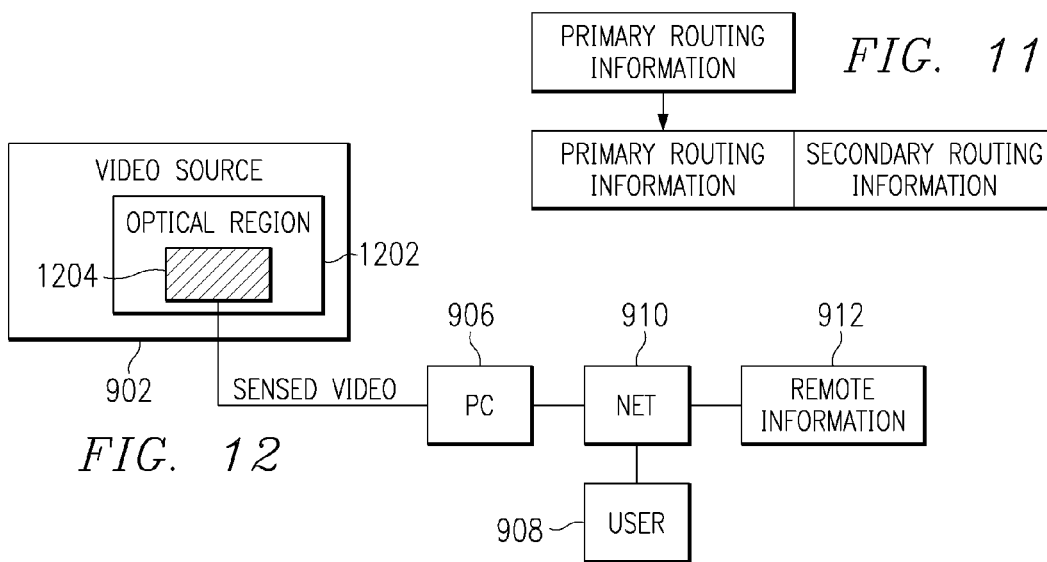 PRIMARY ROUTING
INFORMATION
FIG. 11
PRIMARY ROUTING
INFORMATION
SECONDARY ROUTING
INFORMATION
VIDEO SOURCE
OPTICAL REGION
1204
1202
902
SENSED VIDEO
906
PC
910
NET
912
REMOTE
INFORMATION
FIG. 12
908
USER